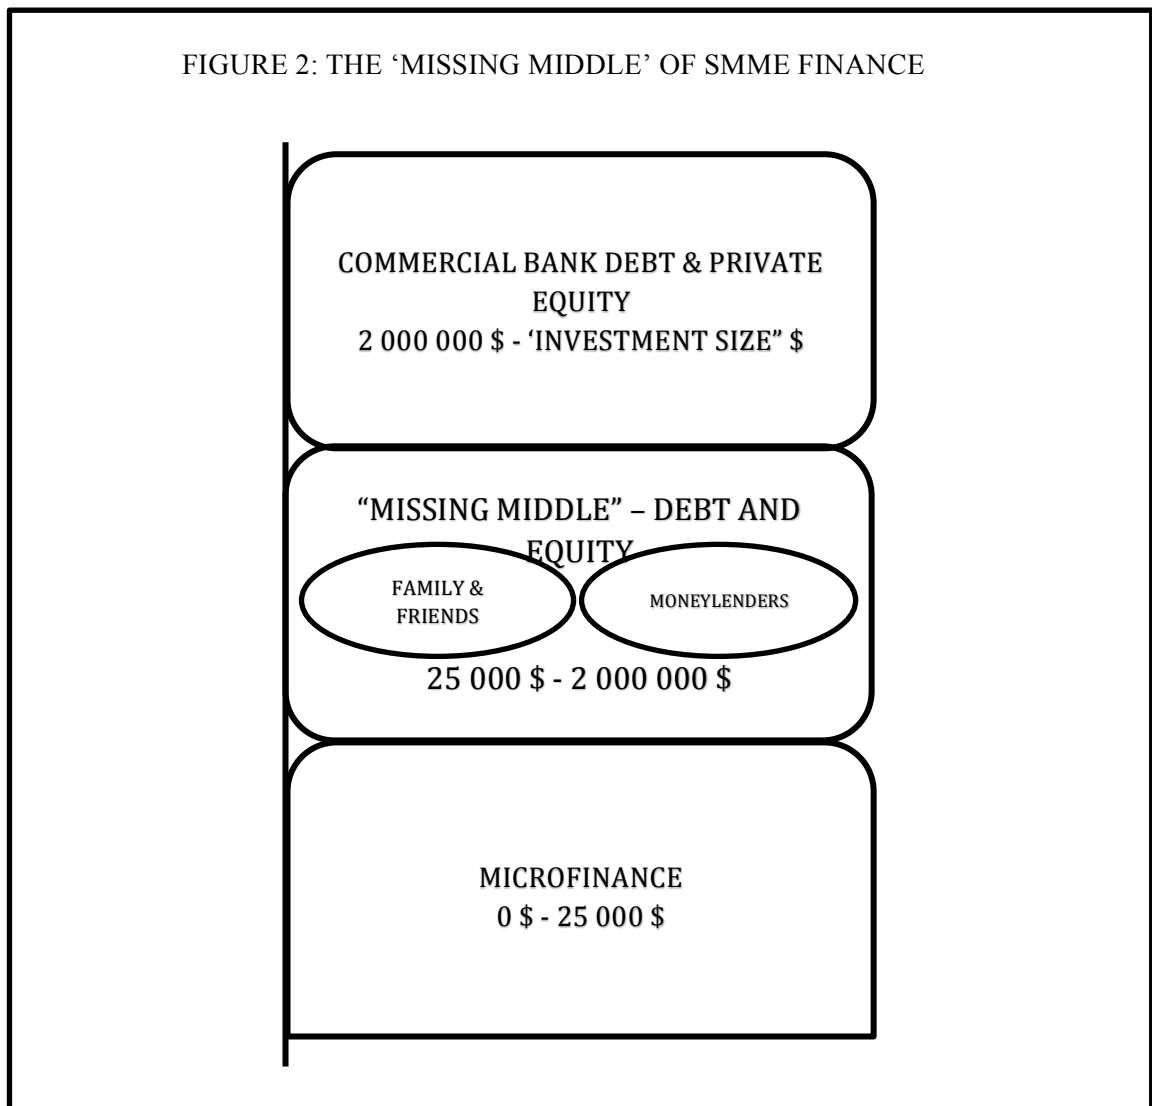 FIGURE 2: THE ‘MISSING MIDDLE’ OF SMME FINANCE
COMMERCIAL BANK DEBT & PRIVATE
EQUITY
2 000 000 $ - ‘INVESTMENT SIZE” $
“MISSING MIDDLE” – DEBT AND
EQUITY
FAMILY &
FRIENDS
MONEYLENDERS
25 000 $ - 2 000 000 $
MICROFINANCE
0 $ - 25 000 $